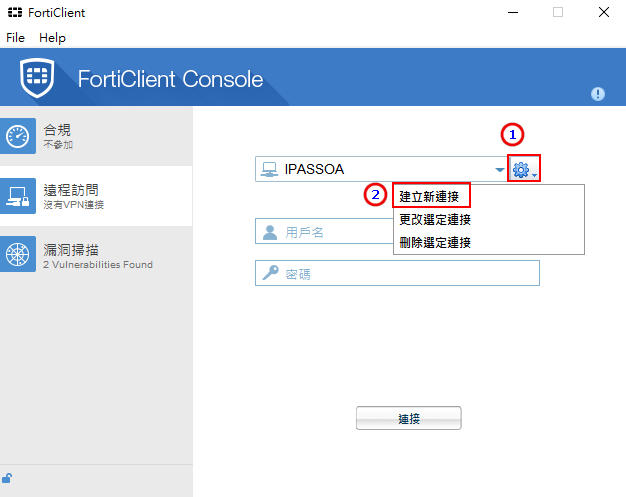 FortiClient
File Help
FortiClient Console
合規
不參加
1
IPASSOA
遠程訪問
沒有VPN連接
2
建立新連接
更改選定連接
刪除選定連接
用戶名
漏洞掃描
2 Vulnerabilities Found
密碼
連接